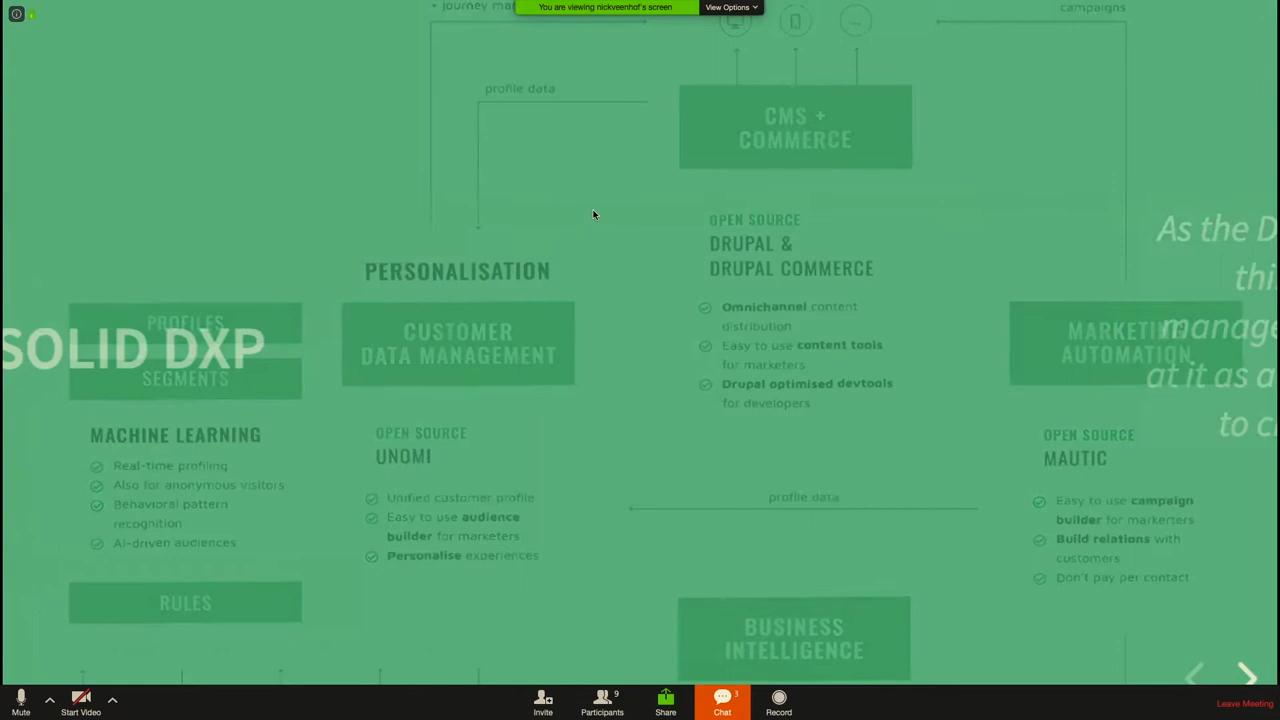 You are viewing nickveenhof's screen
View Options
campaigns
profile data
CMS +
COMMERCE
OPEN SOURCE
DRUPAL &
DRUPAL COMMERCE
Omnichannel content
distribution
Easy to use content tools
for marketers
Drupal optimised devtools
for developers
PERSONALISATION
CUSTOMER
DATA MANAGEMENT
PROFILES
SOLID DXP
SEGMENTS
MACHINE LEARNING
Real-time profiling
Also for anonymous visitors
Behavioral pattern
recognition
AI-driven audiences
RULES
OPEN SOURCE
UNOMI
Unified customer profile
Easy to use audience
builder for marketers
Personalise experiences
profile data
MARKETING
AUTOMATION
As the D
this
manage
at it as a
to c
OPEN SOURCE
MAUTIC
Easy to use campaign
builder for markerters
Build relations with
customers
Don't pay per contact
BUSINESS
INTELLIGENCE
Mute
Start Video
Invite
9
Participants
Share
3
Chat
Record
Leave Meeting